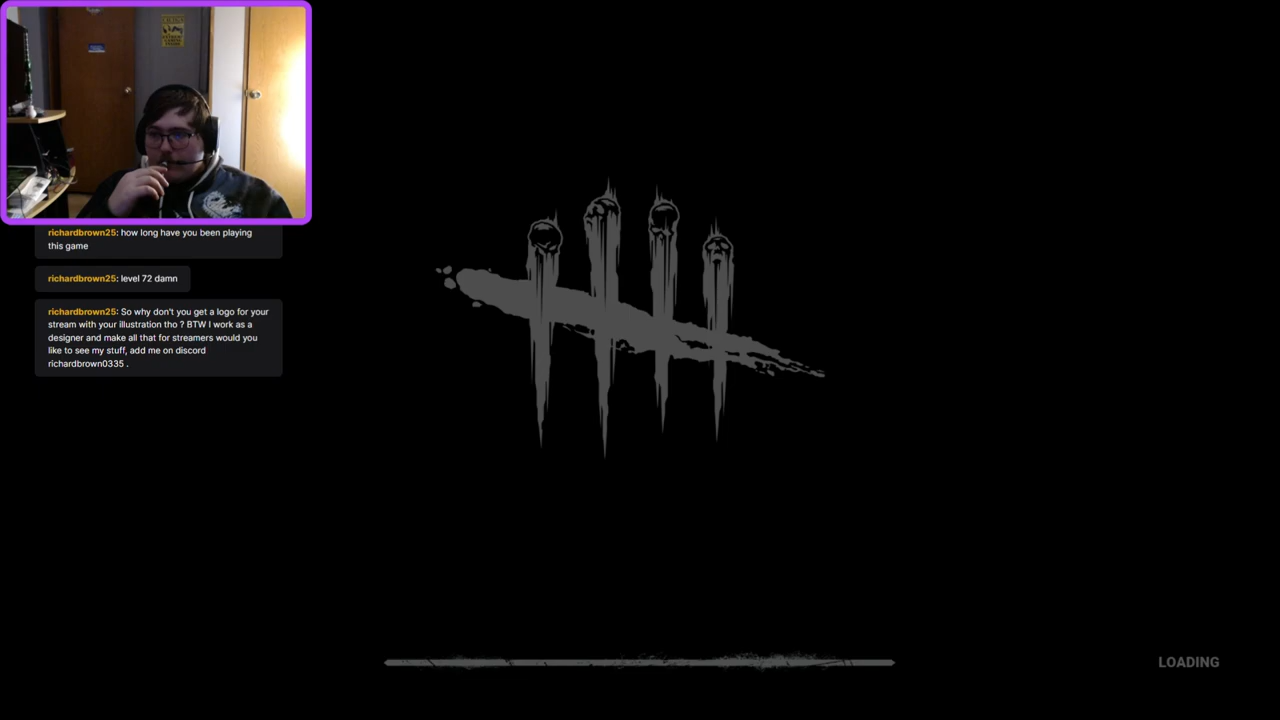 richardbrown25: how long have you been playing
this game
richardbrown25: level 72 damn
richardbrown25: So why don't you get a logo for your
stream with your illustration tho ? BTW I work as a
designer and make all that for streamers would you
like to see my stuff, add me on discord
richardbrown0335 .
LOADING